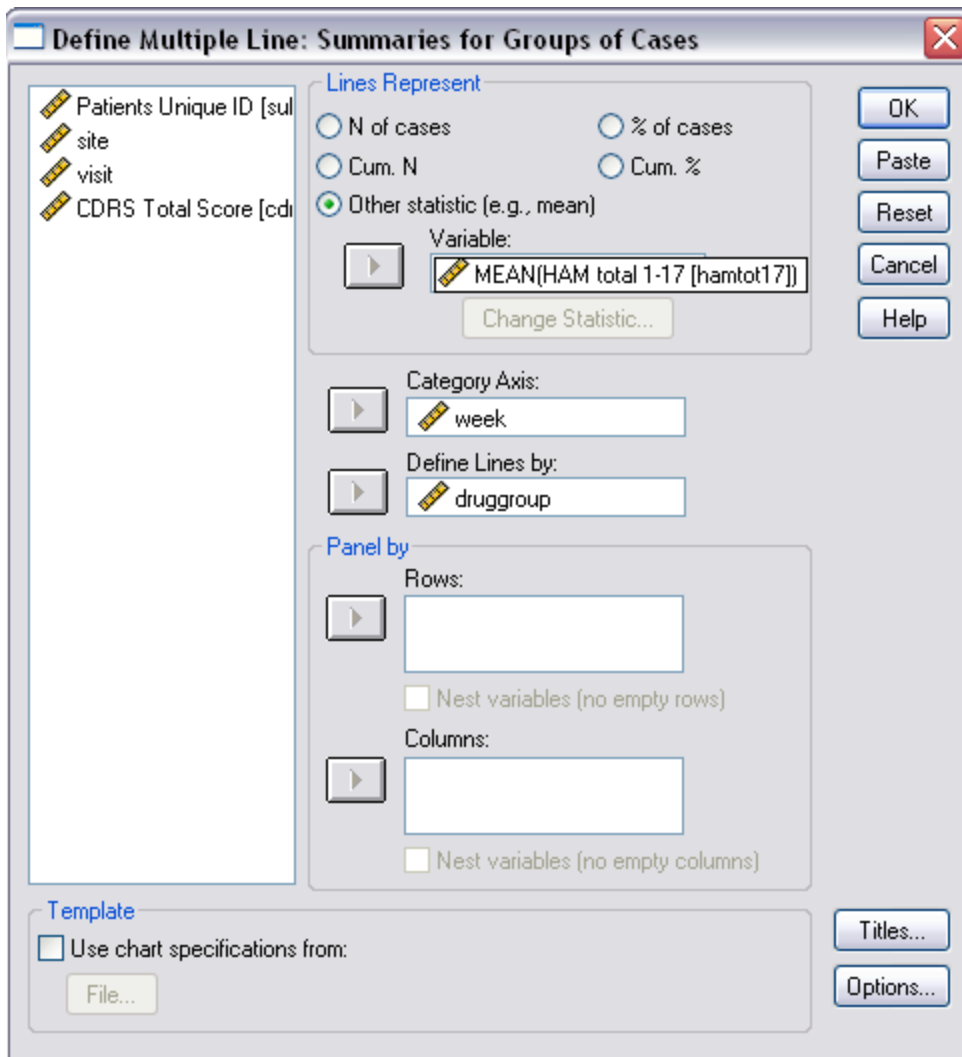 Define Multiple Line: Summaries for Groups of Cases
Patients Unique ID [sul
site
visit
CDRS Total Score [cdr
Lines Represent
N of cases
% of cases
Cum. N
Cum. %
Other statistic (e.g., mean)
Variable:
MEAN(HAM total 1-17 [hamtot17])
Change Statistic...
Category Axis:
week
Define Lines by:
druggroup
Panel by
Rows:
Nest variables (no empty rows)
Columns:
Nest variables (no empty columns)
OK
Paste
Reset
Cancel
Help
Template
Use chart specifications from:
File...
Titles...
Options...